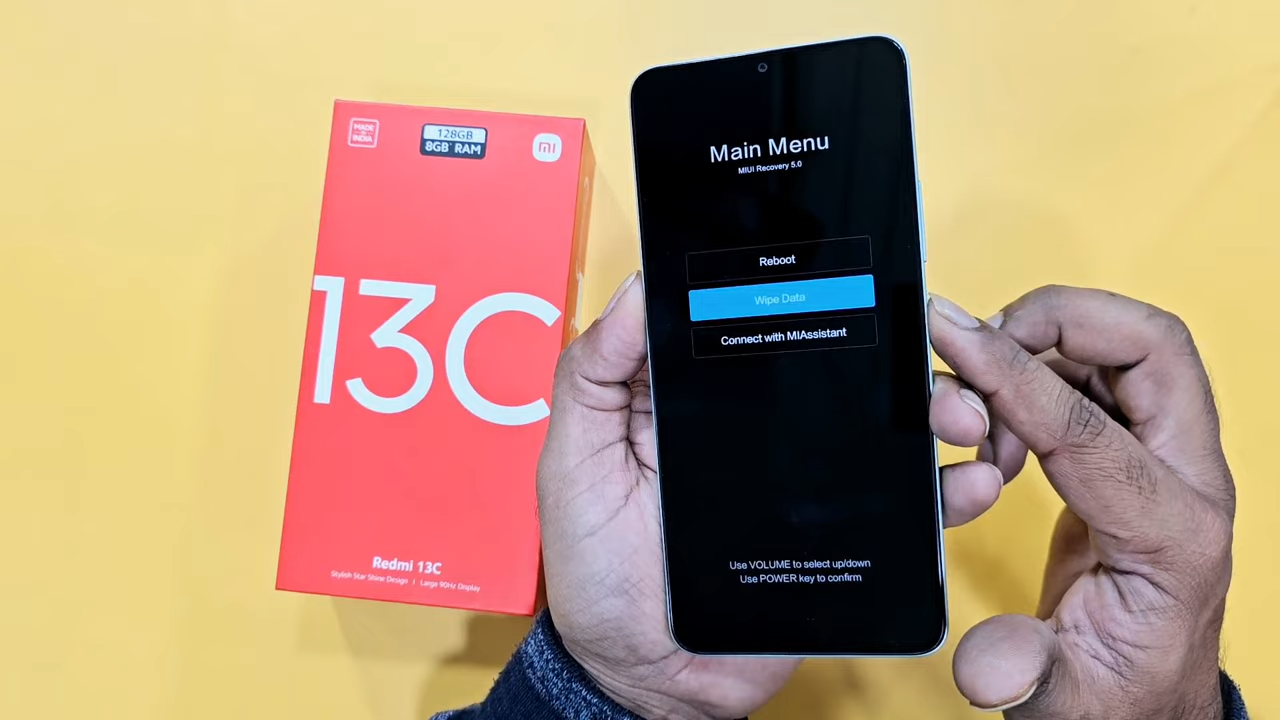 MADE
IN
INDIA
128GB
8GB* RAM
mi
13C
Redmi 13C
Stylish Star Shine Design | Large 90Hz Display
Main Menu
MIUI Recovery 5.0
Reboot
Wipe Data
Connect with MIAssistant
Use VOLUME to select up/down
Use POWER key to confirm